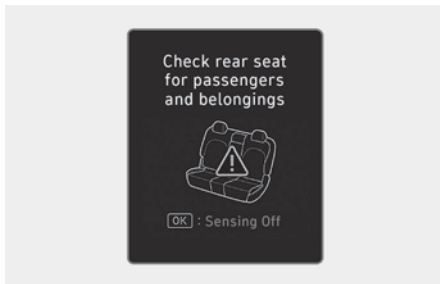 Check rear seat
for passengers
and belongings
OK : Sensing Off